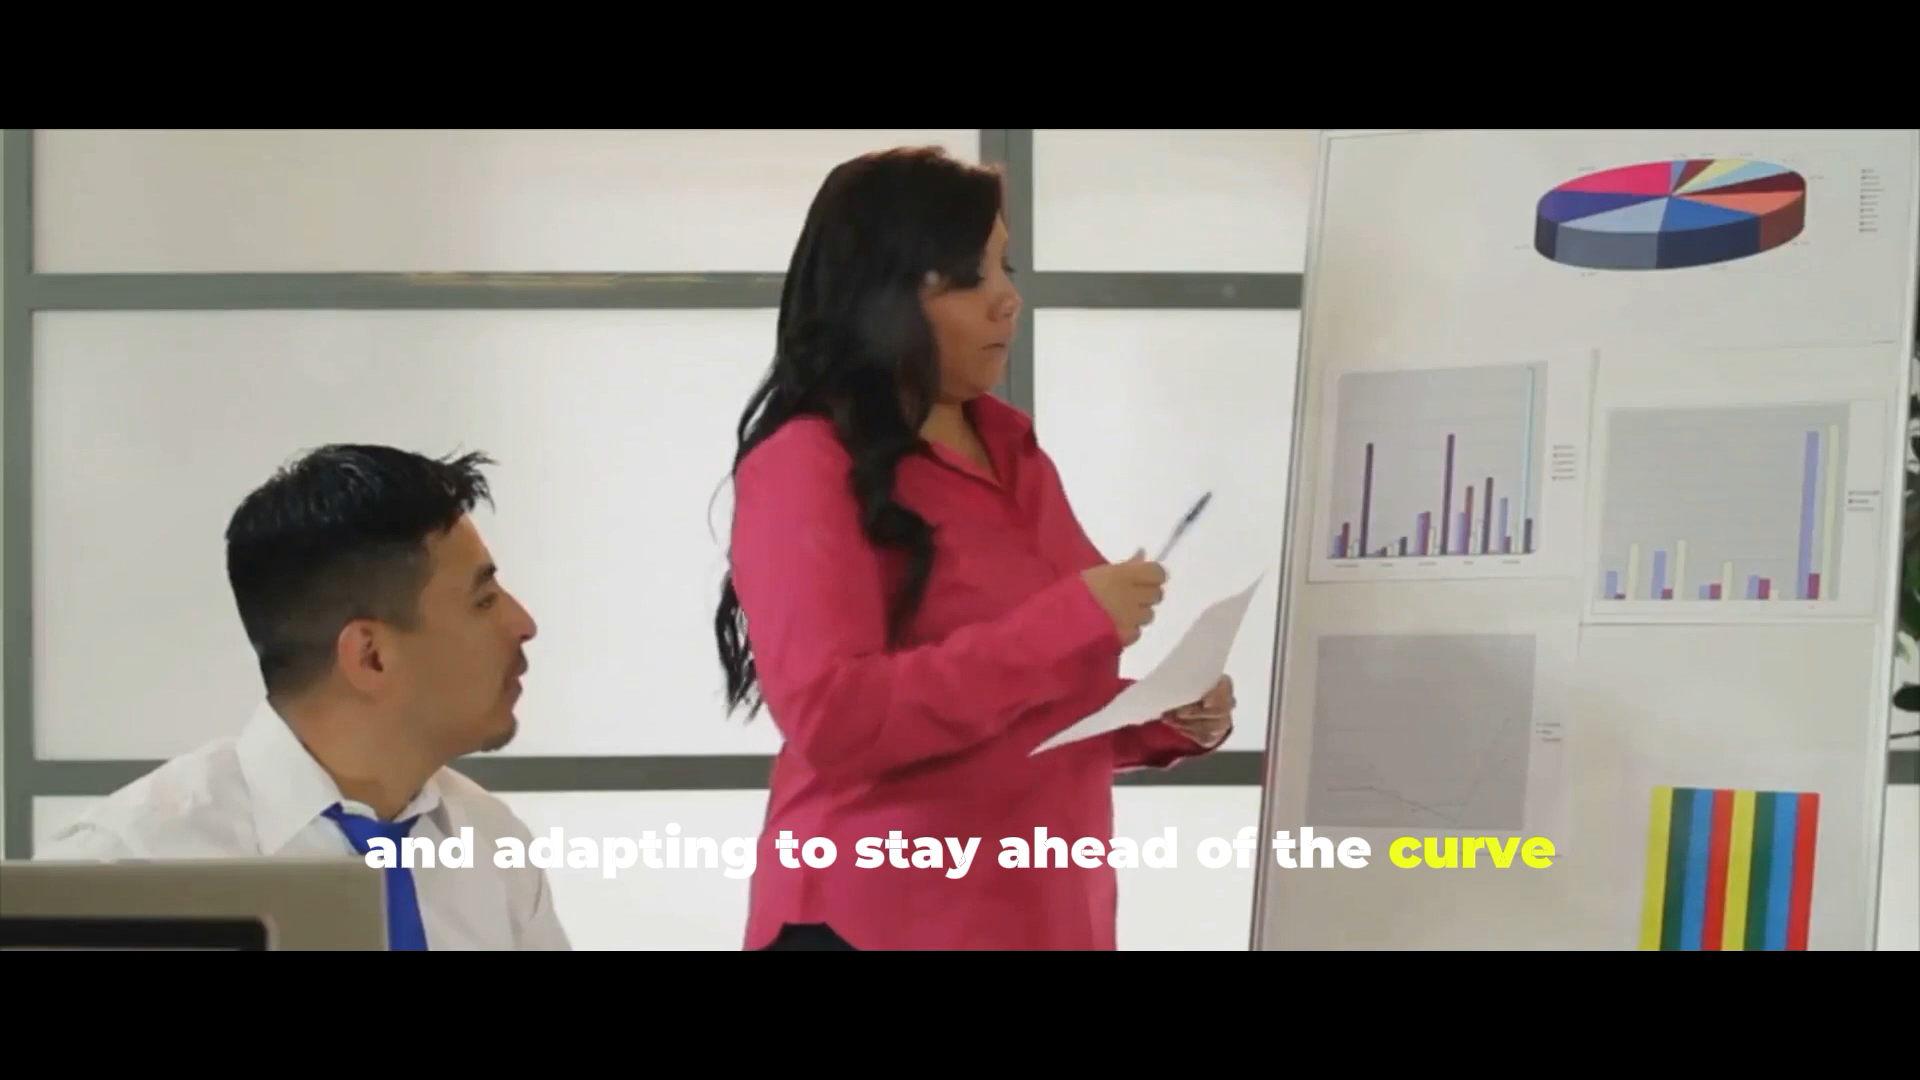 and adapting to stay ahead of the curve